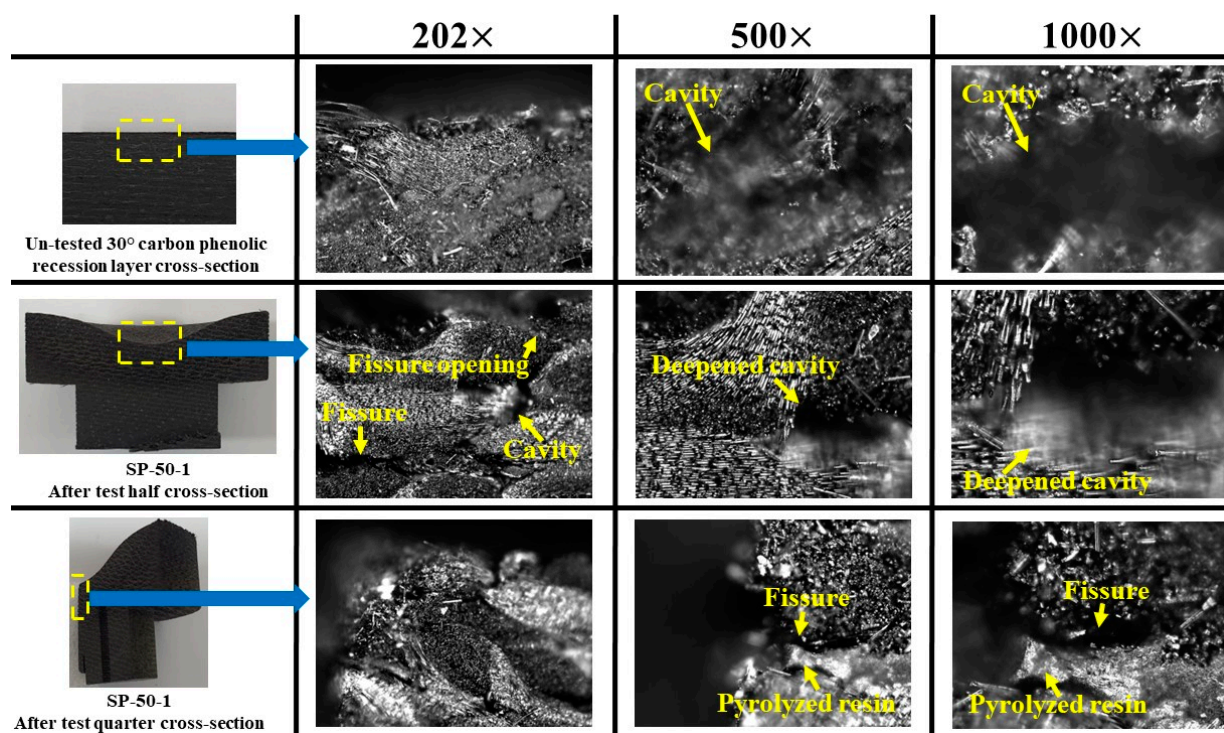 202×
500×
1000×
Un-tested 30° carbon phenolic
recession layer cross-section
Cavity
Cavity
SP-50-1
After test half cross-section
Fissure opening
Fissure
Cavity
Deepened cavity
Deepened cavity
SP-50-1
After test quarter cross-section
Fissure
Pyrolyzed resin
Fissure
Pyrolyzed resin